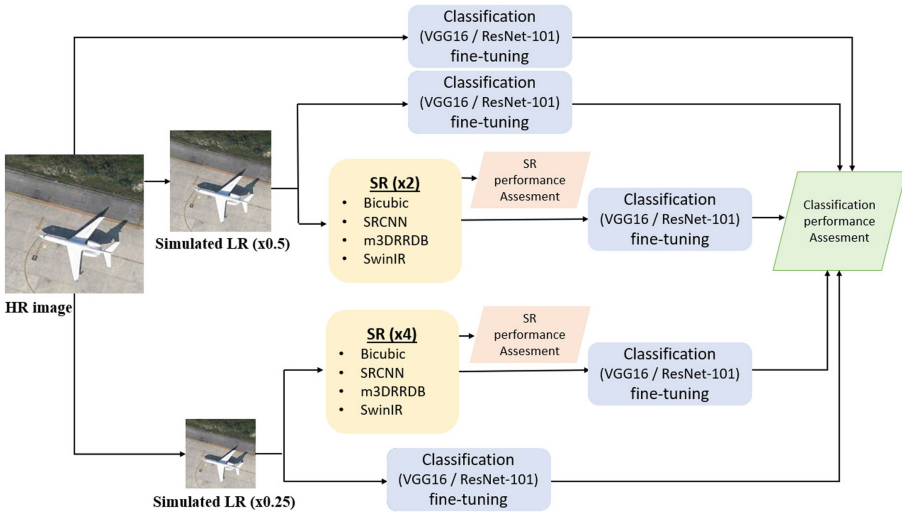 Classification
(VGG16 / ResNet-101)
fine-tuning
Classification
(VGG16 / ResNet-101)
fine-tuning
HR image
Simulated LR (x0.5)
SR (x2)
• Bicubic
• SRCNN
• m3DRRDB
• SwinIR
SR
performance
Assesment
Classification
(VGG16 / ResNet-101)
fine-tuning
Classification
performance
Assesment
SR (x4)
• Bicubic
• SRCNN
• m3DRRDB
• SwinIR
SR
performance
Assesment
Classification
(VGG16 / ResNet-101)
fine-tuning
Simulated LR (x0.25)
Classification
(VGG16 / ResNet-101)
fine-tuning